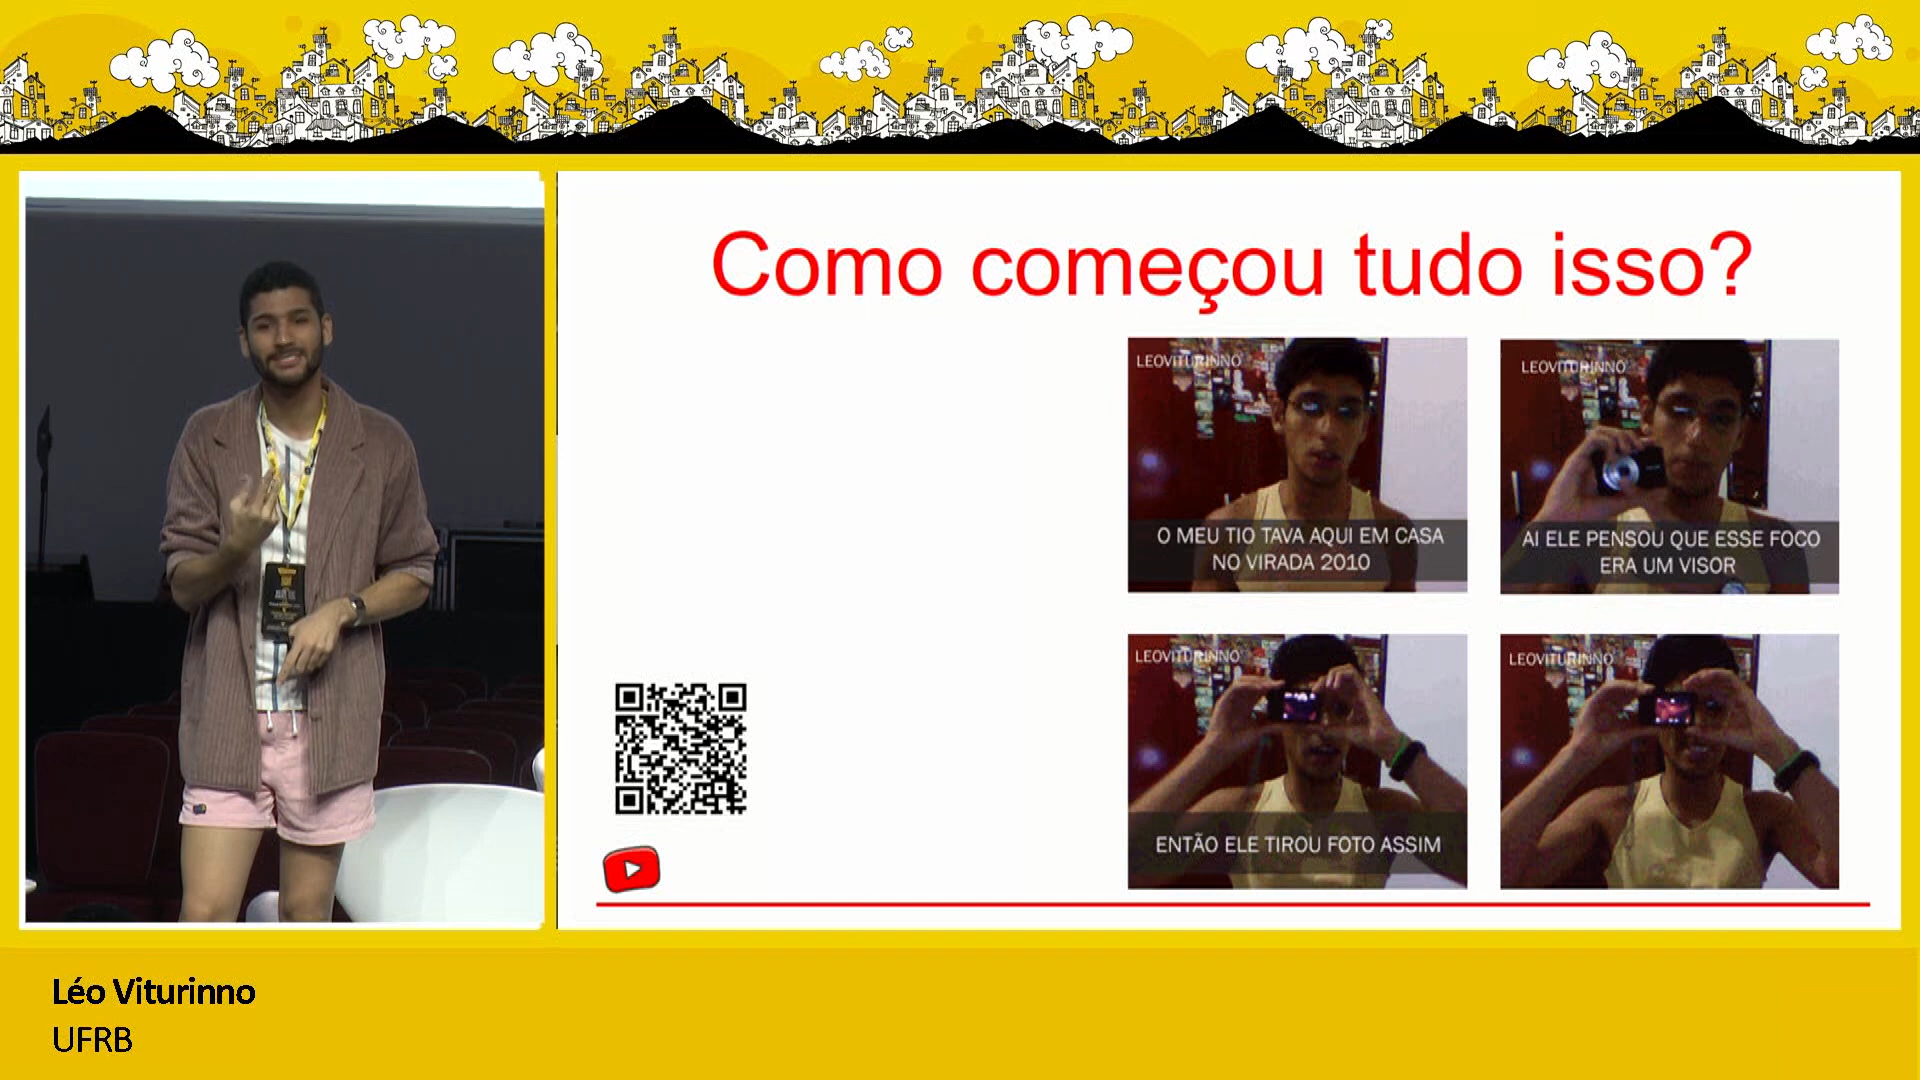 Como começou tudo isso?
LEOVITURINNO
O MEU TIO TAVA AQUI EM CASA
NO VIRADA 2010
LEOVITURINNO
AI ELE PENSOU QUE ESSE FOCO
ERA UM VISOR
LEOVITURINNO
ENTÃO ELE TIROU FOTO ASSIM
LEOVITURINNO
Léo Viturinno
UFRB